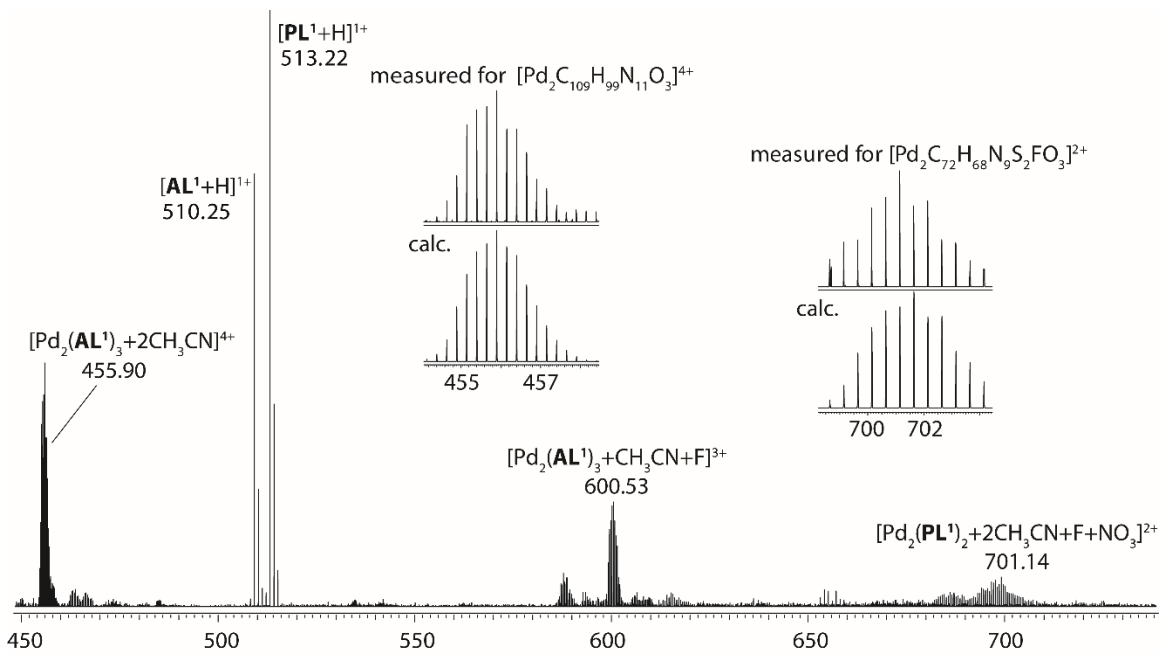 [PL¹+H]¹⁺
513.22
measured for [Pd₂C₁₀₉H₉₉N₁₁O₃]⁴⁺
measured for [Pd₂C₇₂H₆₈N₉S₂FO₃]²⁺
[AL¹+H]¹⁺
510.25
calc.
calc.
[Pd₂(AL¹)₃+2CH₃CN]⁴⁺
455.90
455 457
700 702
[Pd₂(AL¹)₃+CH₃CN+F]³⁺
600.53
[Pd₂(PL¹)₂+2CH₃CN+F+NO₃]²⁺
701.14
450 500 550 600 650 700